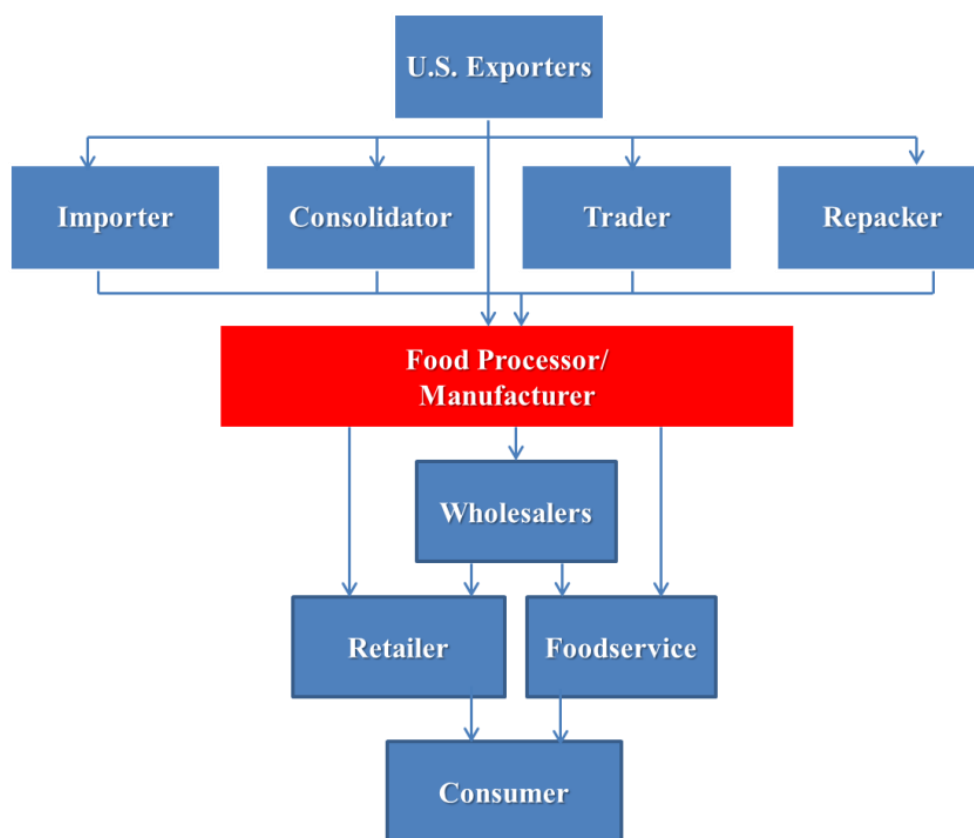 U.S. Exporters
Importer
Consolidator
Trader
Repacker
Food Processor/
Manufacturer
Wholesalers
Retailer
Foodservice
Consumer